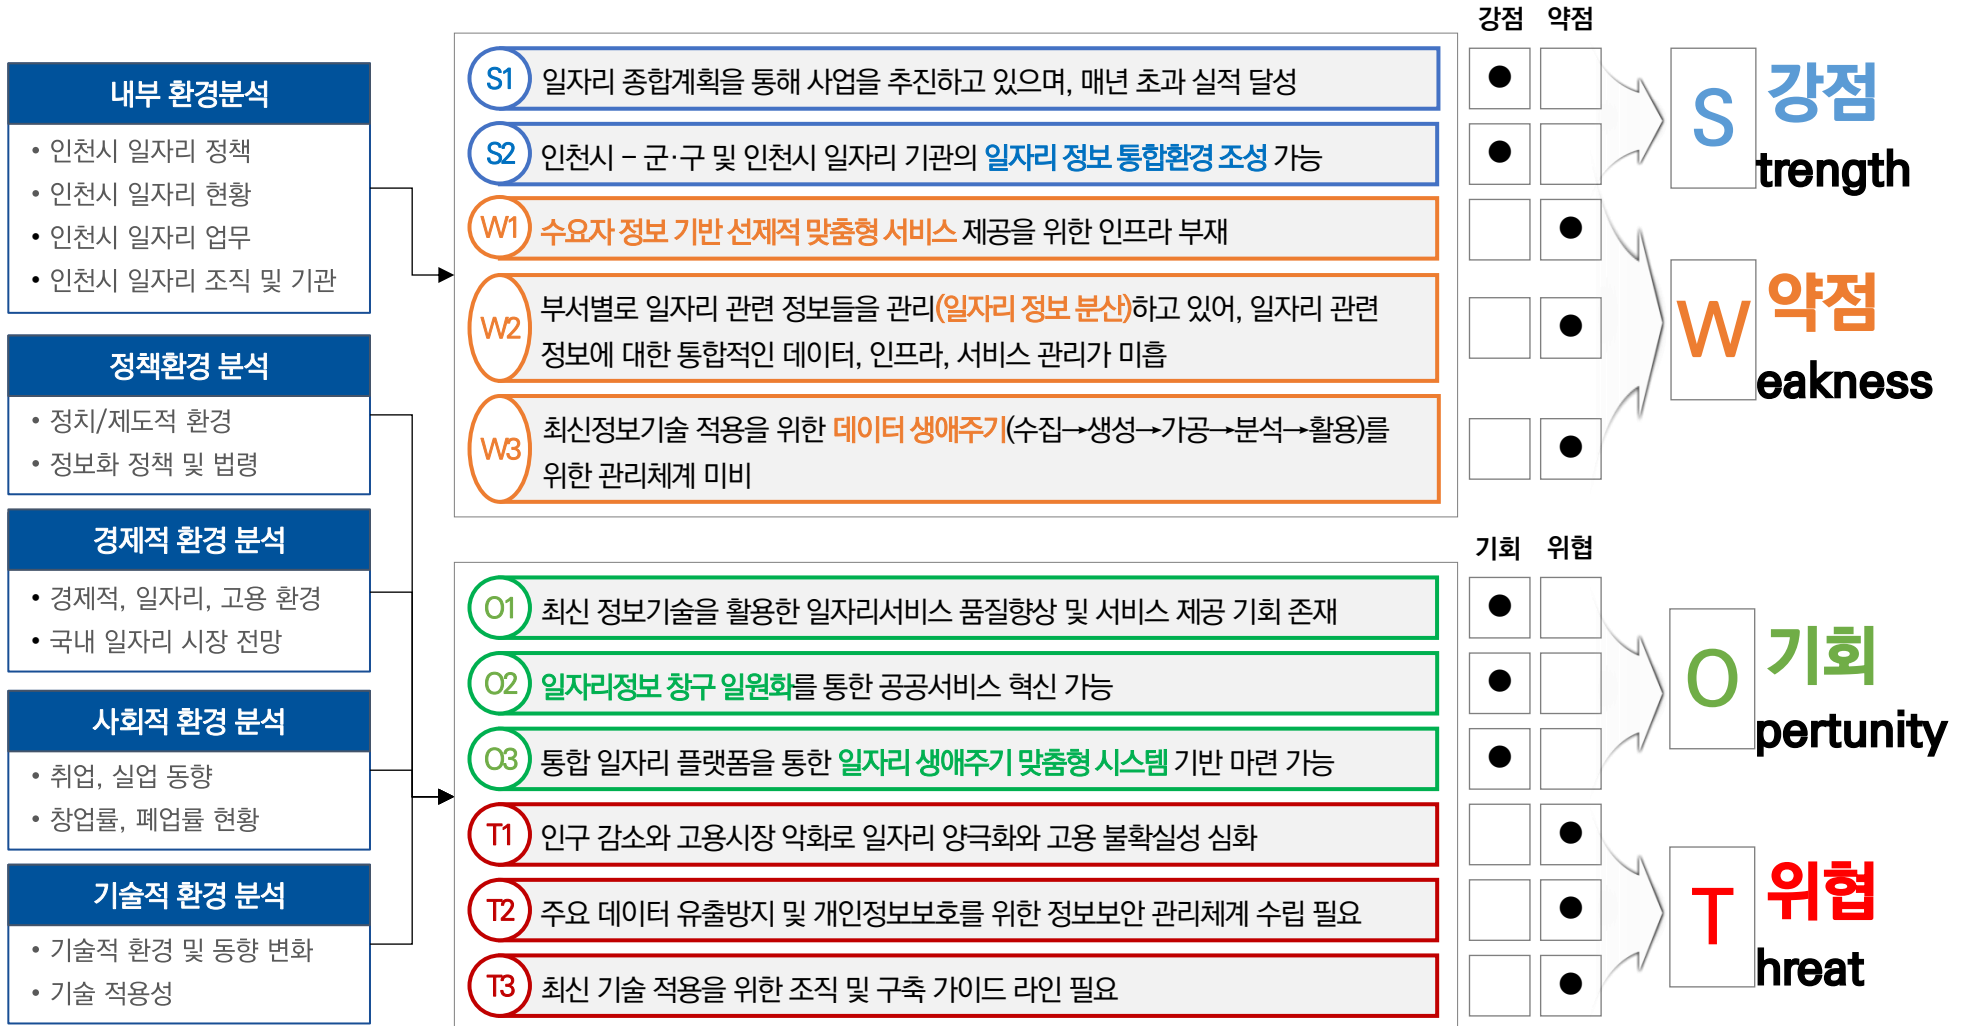 내부 환경분석
• 인천시 일자리 정책
• 인천시 일자리 현황
• 인천시 일자리 업무
• 인천시 일자리 조직 및 기관
정책환경 분석
• 정치/제도적 환경
• 정보화 정책 및 법령
경제적 환경 분석
• 경제적, 일자리, 고용 환경
• 국내 일자리 시장 전망
사회적 환경 분석
• 취업, 실업 동향
• 창업률, 폐업률 현황
기술적 환경 분석
• 기술적 환경 및 동향 변화
• 기술 적용성
강점 약점
S1 일자리 종합계획을 통해 사업을 추진하고 있으며, 매년 초과 실적 달성
S2 인천시 – 군·구 및 인천시 일자리 기관의 일자리 정보 통합환경 조성 가능
W1 수요자 정보 기반 선제적 맞춤형 서비스 제공을 위한 인프라 부재
W2 부서별로 일자리 관련 정보들을 관리(일자리 정보 분산)하고 있어, 일자리 관련
정보에 대한 통합적인 데이터, 인프라, 서비스 관리가 미흡
W3 최신정보기술 적용을 위한 데이터 생애주기(수집→생성→가공→분석→활용)를
위한 관리체계 미비
S 강점
trength
W 약점
eakness
기회 위협
O1 최신 정보기술을 활용한 일자리서비스 품질향상 및 서비스 제공 기회 존재
O2 일자리정보 창구 일원화를 통한 공공서비스 혁신 가능
O3 통합 일자리 플랫폼을 통한 일자리 생애주기 맞춤형 시스템 기반 마련 가능
T1 인구 감소와 고용시장 악화로 일자리 양극화와 고용 불확실성 심화
T2 주요 데이터 유출방지 및 개인정보보호를 위한 정보보안 관리체계 수립 필요
T3 최신 기술 적용을 위한 조직 및 구축 가이드 라인 필요
O 기회
pertunity
T 위협
hreat